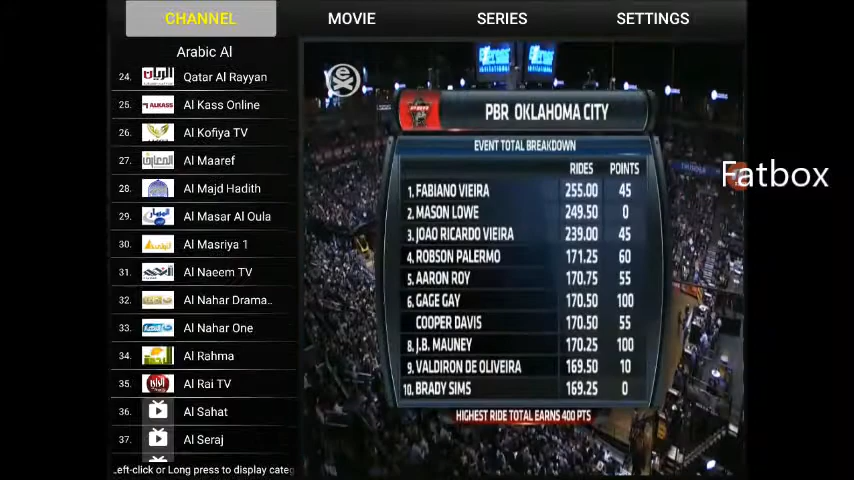 CHANNEL
MOVIE
SERIES
SETTINGS
Arabic Al
24. Qatar Al Rayyan
25. ALKASS Al Kass Online
26. Al Kofiya TV
27. Al Maaref
28. Al Majd Hadith
29. Al Masar Al Oula
30. Al Masriya 1
31. Al Naeem TV
32. Al Nahar Drama..
33. Al Nahar One
34. Al Rahma
35. Al Rai TV
36. Al Sahat
37. Al Seraj
Left-click or Long press to display categ
PBR OKLAHOMA CITY
EVENT TOTAL BREAKDOWN
RIDES POINTS
1. FABIANO VIEIRA 255.00 45
2. MASON LOWE 249.50 0
3. JOAO RICARDO VIEIRA 239.00 45
4. ROBSON PALERMO 171.25 60
5. AARON ROY 170.75 55
6. GAGE GAY 170.50 100
COOPER DAVIS 170.50 55
8. J.B. MAUNEY 170.25 100
9. VALDIRON DE OLIVEIRA 169.50 10
10. BRADY SIMS 169.25 0
HIGHEST RIDE TOTAL EARNS 400 PTS
Fatbox